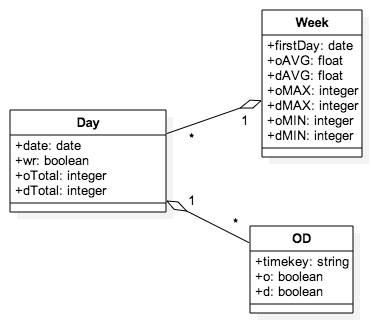 Week
+firstDay: date
+oAVG: float
+dAVG: float
+oMAX: integer
+dMAX: integer
+oMIN: integer
+dMIN: integer
1
*
Day
+date: date
+wr: boolean
+oTotal: integer
+dTotal: integer
1
*
OD
+timekey: string
+o: boolean
+d: boolean